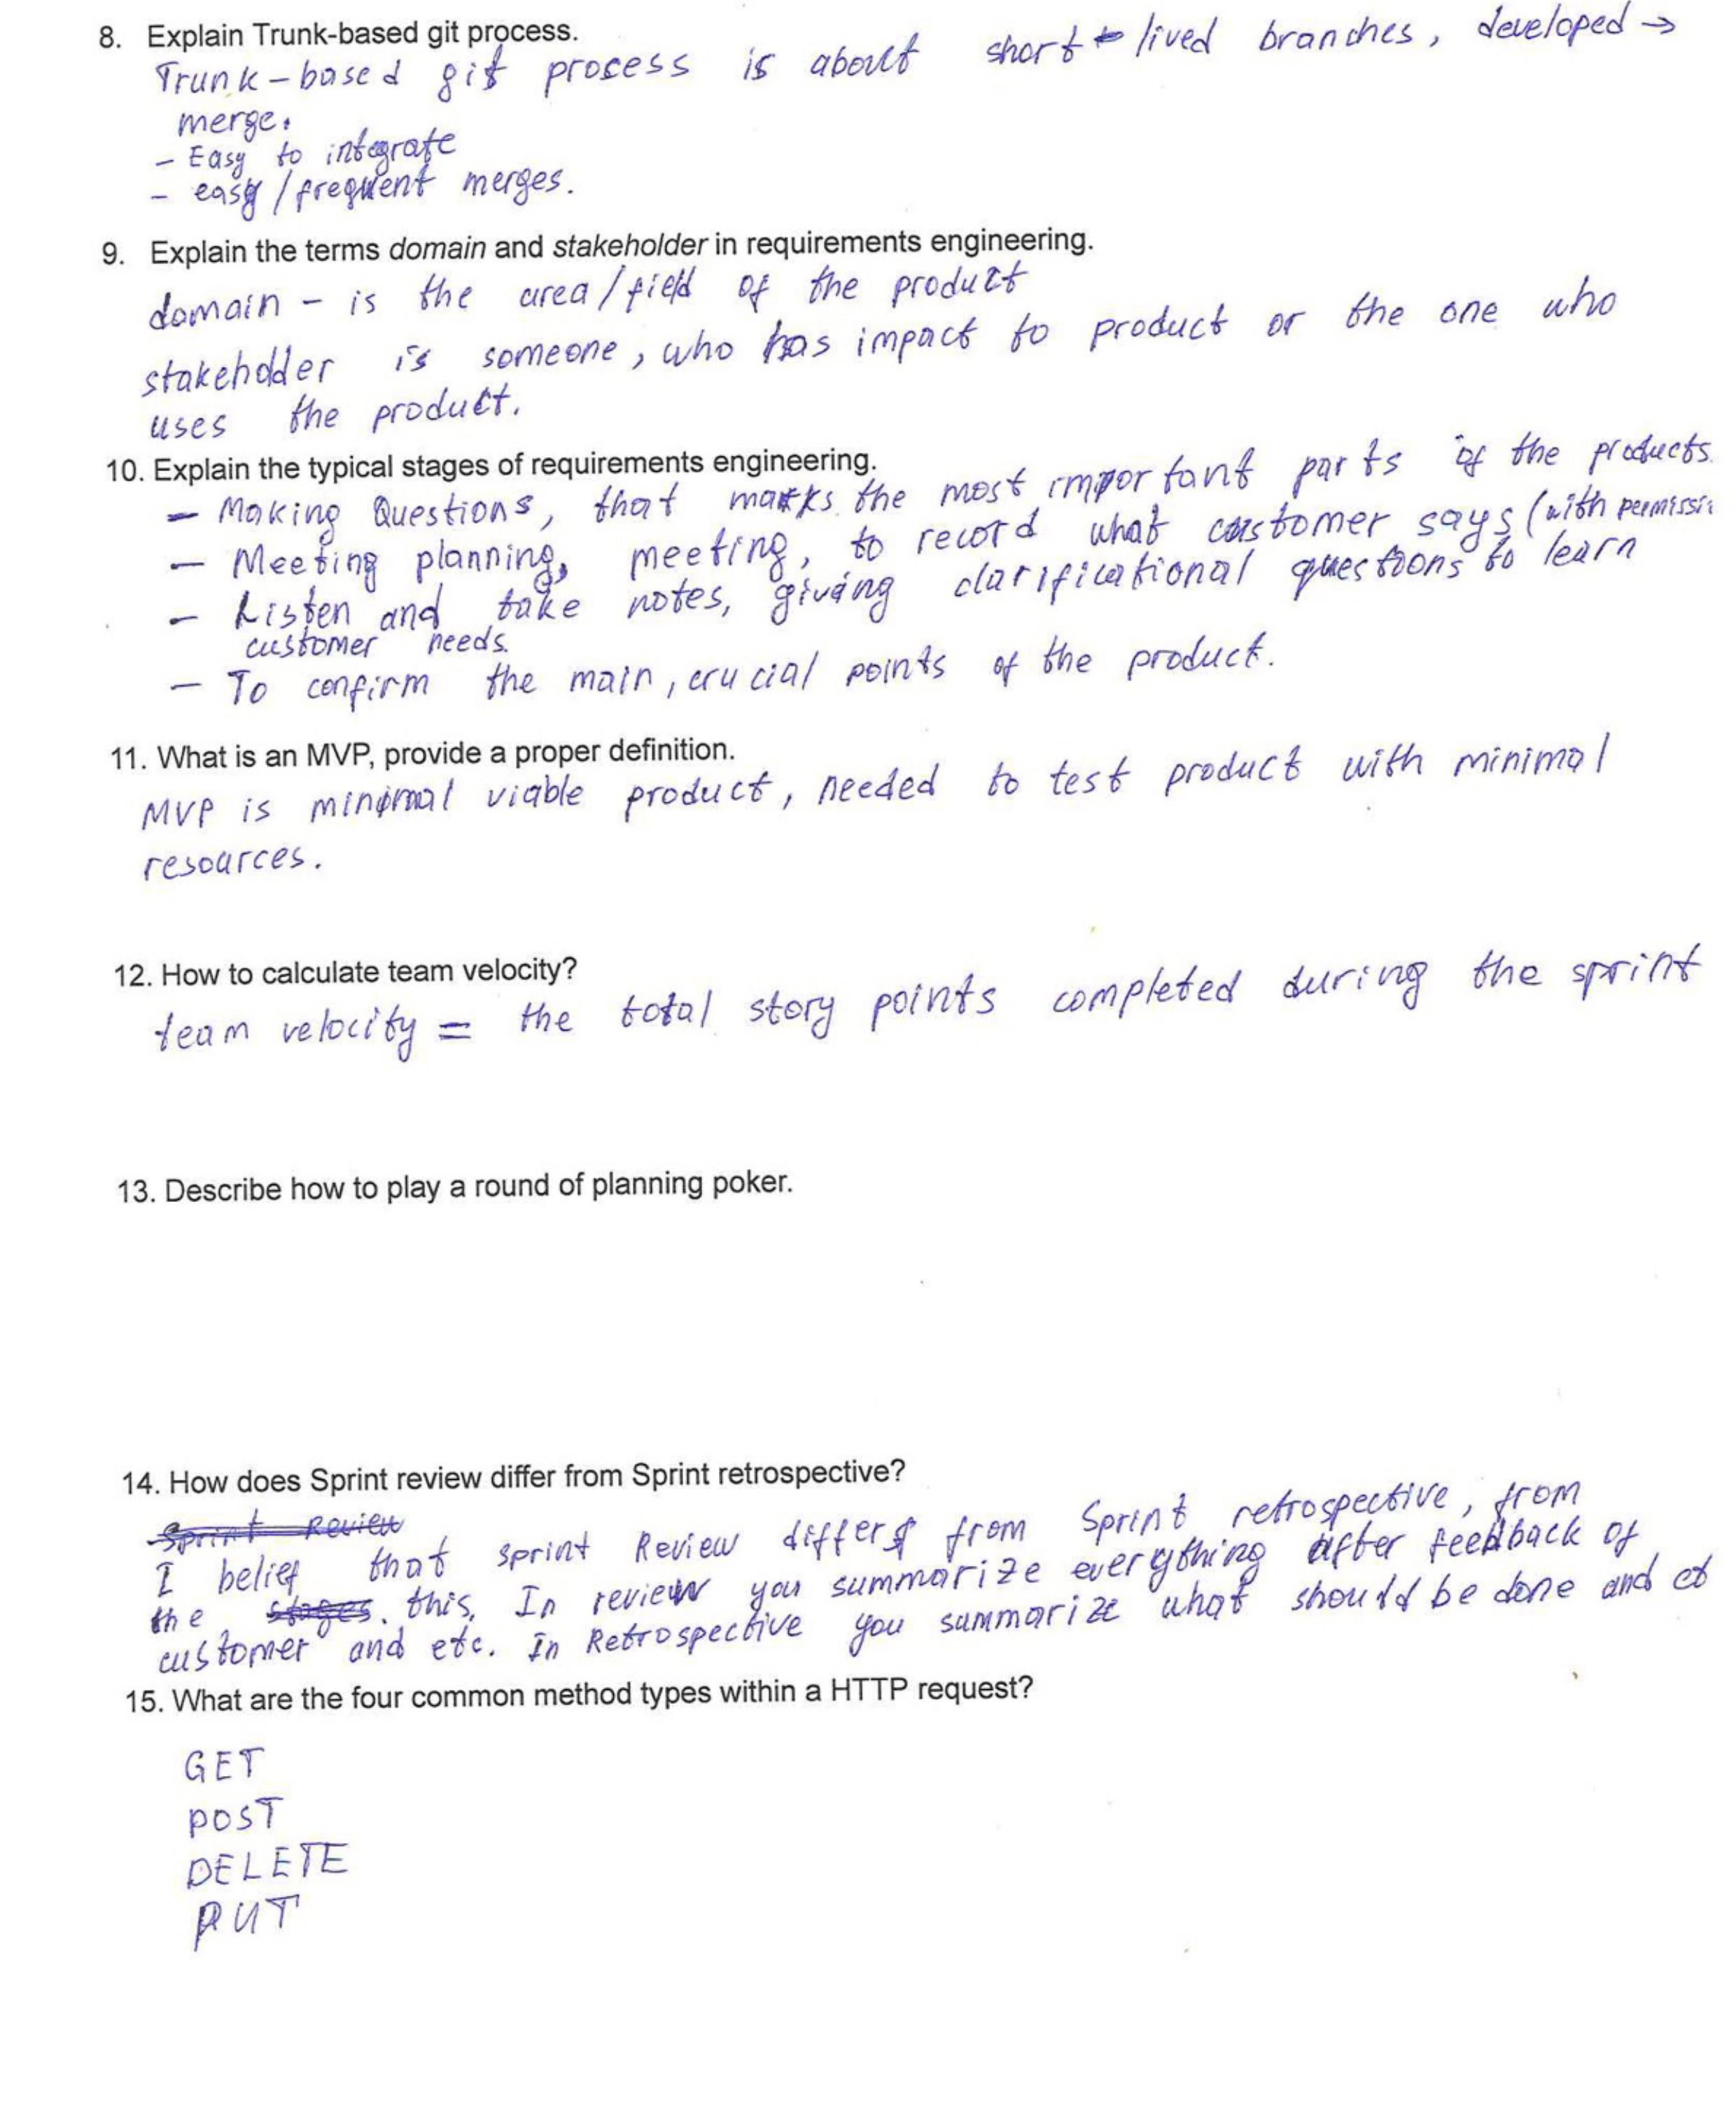 8. Explain Trunk-based git process.
Trunk-based git process is about short-lived branches, developed →
merge.
- Easy to integrate
- easy/frequent merges.
9. Explain the terms domain and stakeholder in requirements engineering.
domain - is the area/field of the product
stakeholder is someone, who has impact to product or the one who
uses the product.
10. Explain the typical stages of requirements engineering.
- Making Questions, that marks the most important parts of the products.
- Meeting planning, meeting, to record what customer says (with permissi
- Listen and take notes, giving clarificational questions to learn
customer needs.
- To confirm the main, crucial points of the product.
11. What is an MVP, provide a proper definition.
MVP is minimal viable product, needed to test product with minimal
resources.
12. How to calculate team velocity?
team velocity = the total story points completed during the sprint
13. Describe how to play a round of planning poker.
14. How does Sprint review differ from Sprint retrospective?
Sprint Review
I belief that sprint Review differs from Sprint retrospective, from
the stages. this. In review you summarize everything after feedback of
customer and etc. In Retrospective you summarize what should be done and et
15. What are the four common method types within a HTTP request?
GET
POST
DELETE
PUT